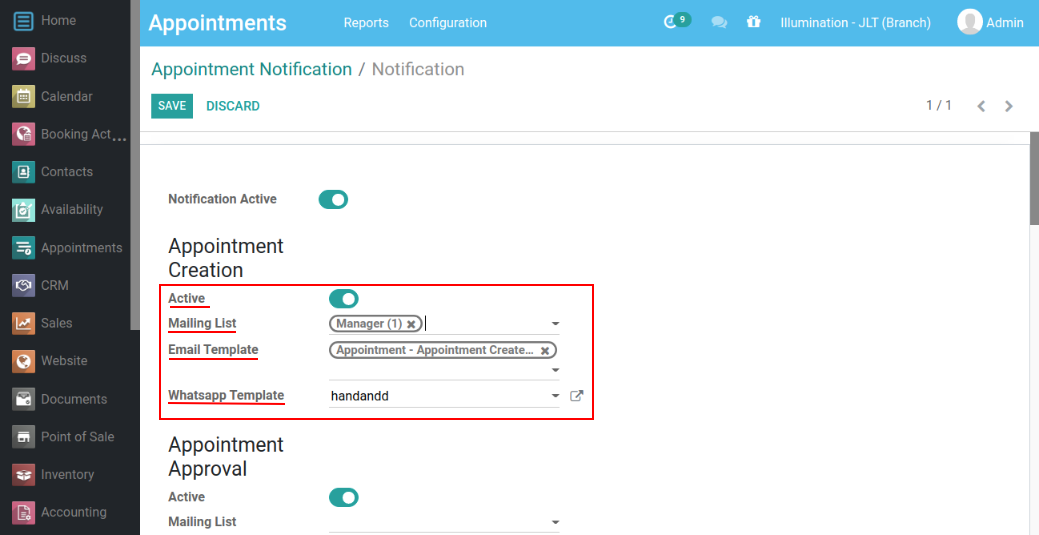 Home
Discuss
Calendar
Booking Act...
Contacts
Availability
Appointments
CRM
Sales
Website
Documents
Point of Sale
Inventory
Accounting
Appointments Reports Configuration 9 Illumination - JLT (Branch) Admin
Appointment Notification / Notification
SAVE DISCARD 1 / 1
Notification Active
Appointment
Creation
Active
Mailing List Manager (1)
Email Template Appointment - Appointment Create...
Whatsapp Template handandd
Appointment
Approval
Active
Mailing List